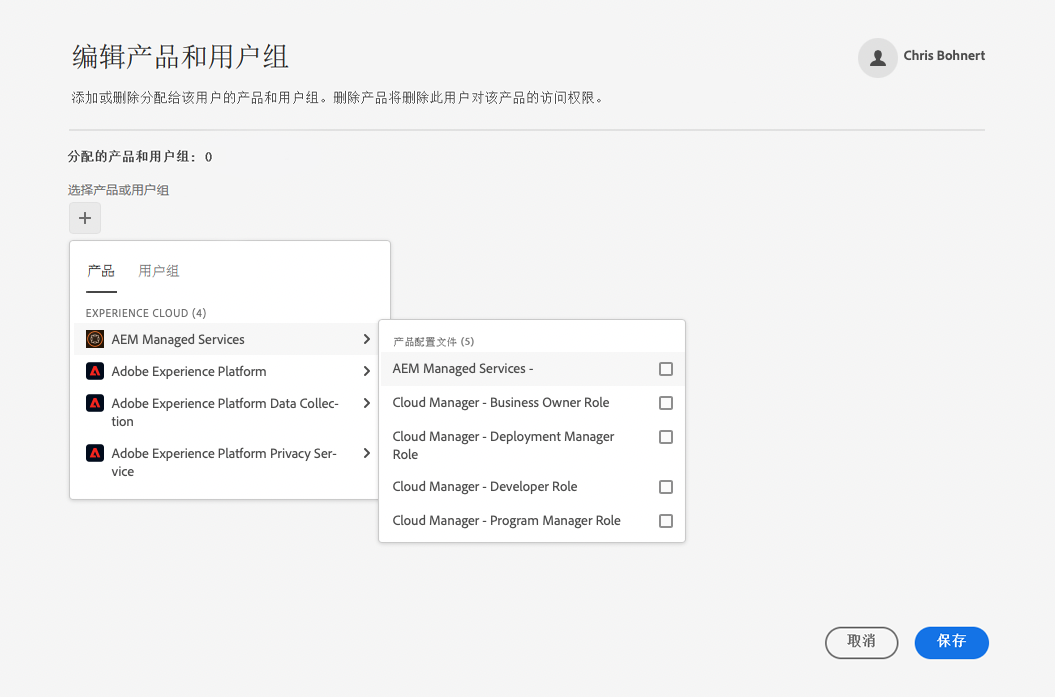 编辑产品和用户组
Chris Bohnert
添加或删除分配给该用户的产品和用户组。删除产品将删除此用户对该产品的访问权限。
分配的产品和用户组：0
选择产品或用户组
产品 用户组
EXPERIENCE CLOUD (4)
AEM Managed Services
Adobe Experience Platform
Adobe Experience Platform Data Collec-
tion
Adobe Experience Platform Privacy Ser-
vice
产品配置文件 (5)
AEM Managed Services -
Cloud Manager - Business Owner Role
Cloud Manager - Deployment Manager
Role
Cloud Manager - Developer Role
Cloud Manager - Program Manager Role
取消 保存